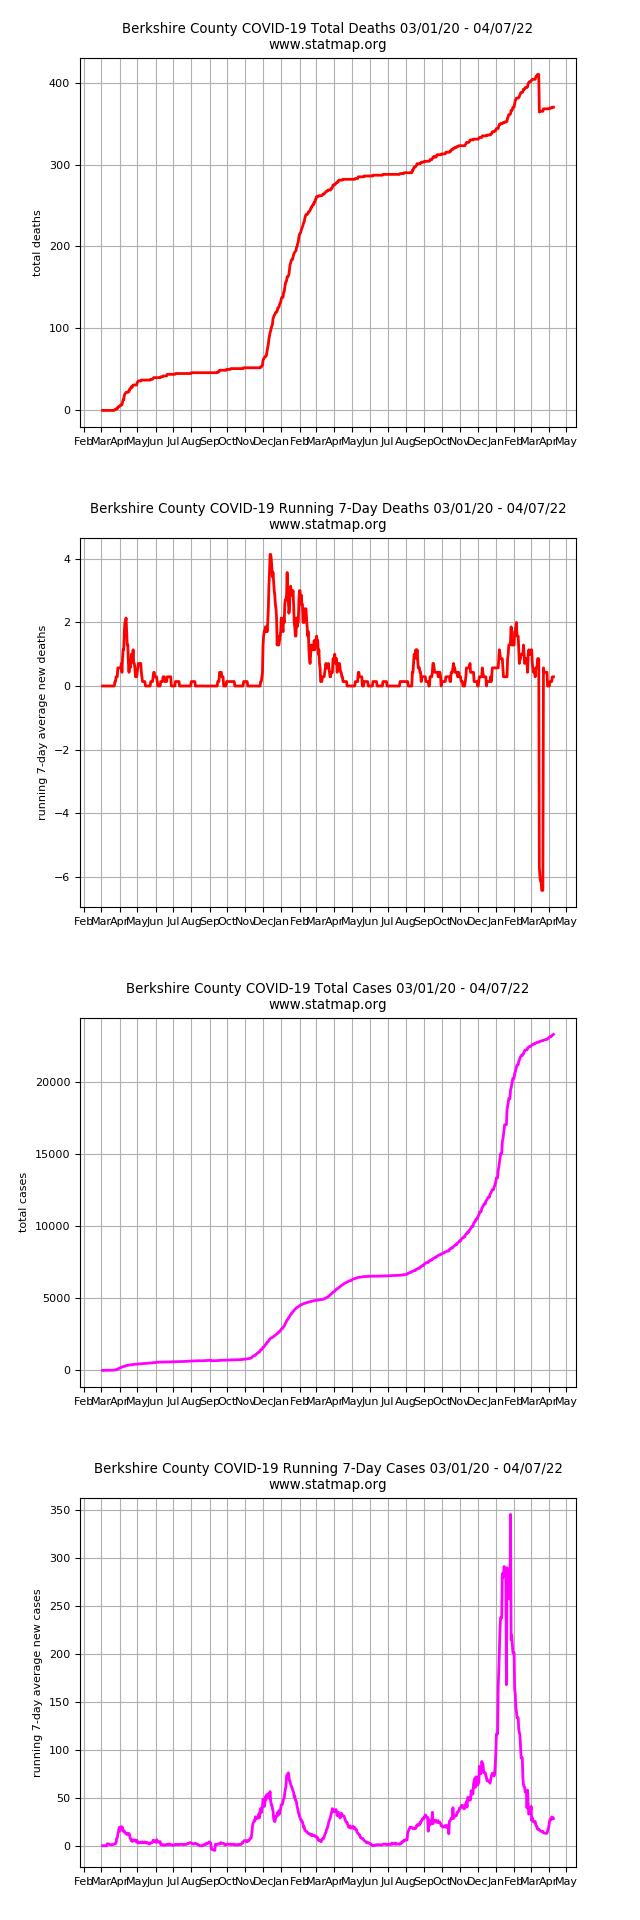 Berkshire County COVID-19 Total Deaths 03/01/20 - 04/07/22
www.statmap.org
400
300
200
100
0
total deaths
Feb Mar Apr May Jun Jul Aug Sep Oct Nov Dec Jan Feb Mar Apr May Jun Jul Aug Sep Oct Nov Dec Jan Feb Mar Apr May
Berkshire County COVID-19 Running 7-Day Deaths 03/01/20 - 04/07/22
www.statmap.org
4
2
0
−2
−4
−6
running 7-day average new deaths
Feb Mar Apr May Jun Jul Aug Sep Oct Nov Dec Jan Feb Mar Apr May Jun Jul Aug Sep Oct Nov Dec Jan Feb Mar Apr May
Berkshire County COVID-19 Total Cases 03/01/20 - 04/07/22
www.statmap.org
20000
15000
10000
5000
0
total cases
Feb Mar Apr May Jun Jul Aug Sep Oct Nov Dec Jan Feb Mar Apr May Jun Jul Aug Sep Oct Nov Dec Jan Feb Mar Apr May
Berkshire County COVID-19 Running 7-Day Cases 03/01/20 - 04/07/22
www.statmap.org
350
300
250
200
150
100
50
0
running 7-day average new cases
Feb Mar Apr May Jun Jul Aug Sep Oct Nov Dec Jan Feb Mar Apr May Jun Jul Aug Sep Oct Nov Dec Jan Feb Mar Apr May